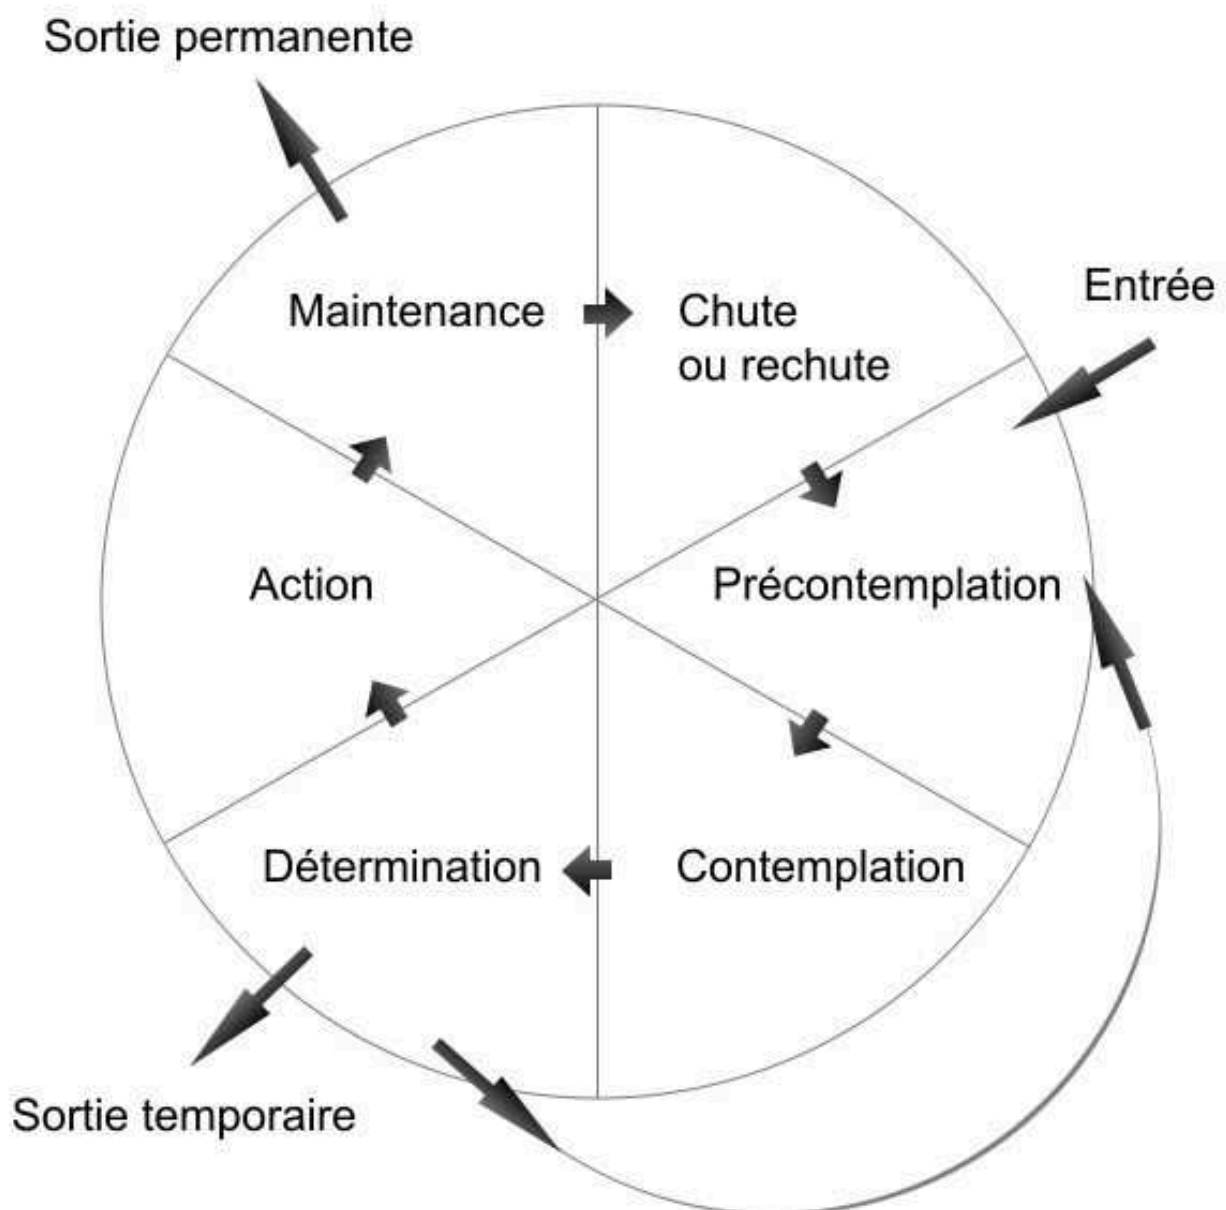 Sortie permanente
Entrée
Maintenance
Chute
ou rechute
Action
Précontemplation
Détermination
Contemplation
Sortie temporaire